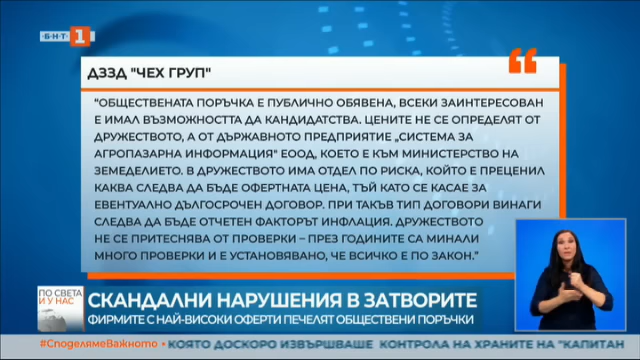 БНТ 1
ДЗЗД "ЧЕХ ГРУП"
"ОБЩЕСТВЕНАТА ПОРЪЧКА Е ПУБЛИЧНО ОБЯВЕНА, ВСЕКИ ЗАИНТЕРЕСОВАН
Е ИМАЛ ВЪЗМОЖНОСТТА ДА КАНДИДАТСТВА. ЦЕНИТЕ НЕ СЕ ОПРЕДЕЛЯТ ОТ
ДРУЖЕСТВОТО, А ОТ ДЪРЖАВНОТО ПРЕДПРИЯТИЕ „СИСТЕМА ЗА
АГРОПАЗАРНА ИНФОРМАЦИЯ" ЕООД, КОЕТО Е КЪМ МИНИСТЕРСТВО НА
ЗЕМЕДЕЛИЕТО. В ДРУЖЕСТВОТО ИМА ОТДЕЛ ПО РИСКА, КОЙТО Е ПРЕЦЕНИЛ
КАКВА СЛЕДВА ДА БЪДЕ ОФЕРТНАТА ЦЕНА, ТЪЙ КАТО СЕ КАСАЕ ЗА
ЕВЕНТУАЛНО ДЪЛГОСРОЧЕН ДОГОВОР. ПРИ ТАКЪВ ТИП ДОГОВОРИ ВИНАГИ
СЛЕДВА ДА БЪДЕ ОТЧЕТЕН ФАКТОРЪТ ИНФЛАЦИЯ. ДРУЖЕСТВОТО
НЕ СЕ ПРИТЕСНЯВА ОТ ПРОВЕРКИ – ПРЕЗ ГОДИНИТЕ СА МИНАЛИ
МНОГО ПРОВЕРКИ И Е УСТАНОВЯВАНО, ЧЕ ВСИЧКО Е ПО ЗАКОН."
ПО СВЕТА
И У НАС
СКАНДАЛНИ НАРУШЕНИЯ В ЗАТВОРИТЕ
ФИРМИТЕ С НАЙ-ВИСОКИ ОФЕРТИ ПЕЧЕЛЯТ ОБЩЕСТВЕНИ ПОРЪЧКИ
#СподелямеВажното • КОЯТО ДОСКОРО ИЗВЪРШВАШЕ КОНТРОЛА НА ХРАНИТЕ НА "КАПИТАН